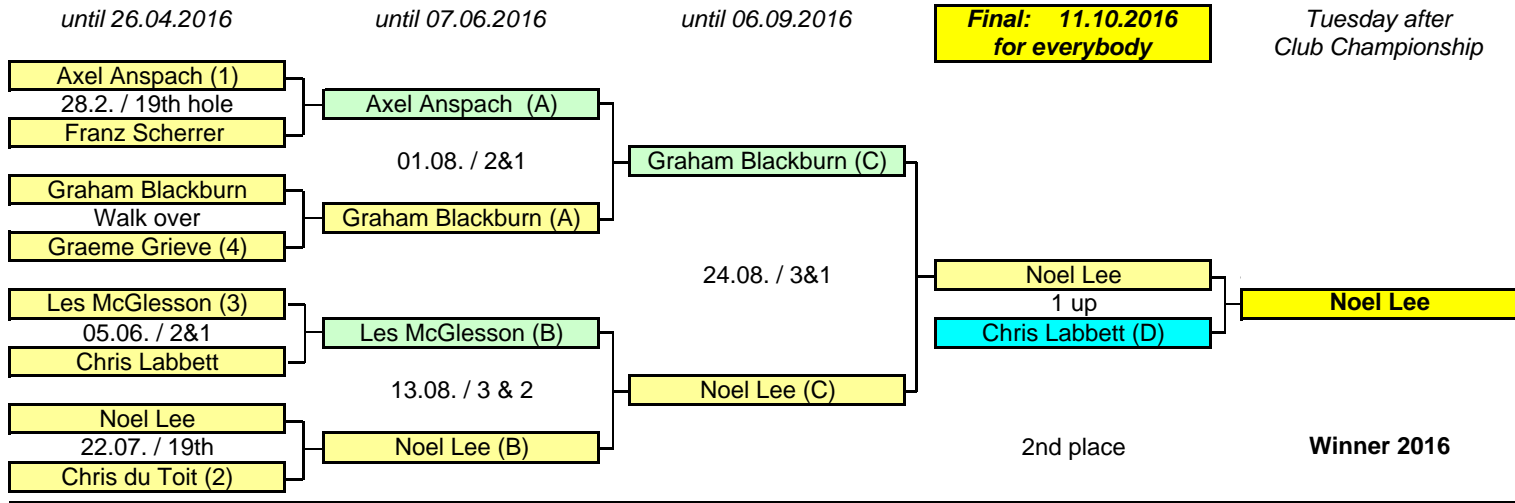 until 26.04.2016 until 07.06.2016 until 06.09.2016 Final: 11.10.2016 Tuesday after
for everybody Club Championship
Axel Anspach (1)
28.2. / 19th hole Axel Anspach (A)
Franz Scherrer
01.08. / 2&1 Graham Blackburn (C)
Graham Blackburn
Walk over Graham Blackburn (A)
Graeme Grieve (4)
24.08. / 3&1 Noel Lee
Les McGlesson (3) 1 up Noel Lee
05.06. / 2&1 Les McGlesson (B) Chris Labbett (D)
Chris Labbett
13.08. / 3 & 2 Noel Lee (C)
Noel Lee
22.07. / 19th Noel Lee (B) 2nd place Winner 2016
Chris du Toit (2)